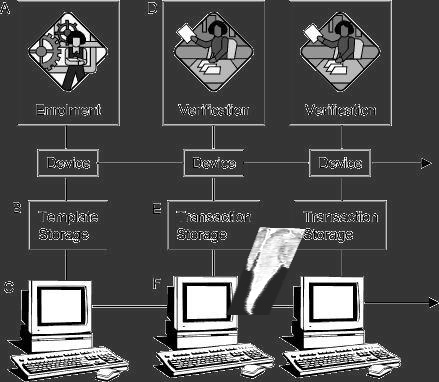 A
D
Enrolment
Verification
Verification
Device
Device
Device
B
Template
Storage
E
Transaction
Storage
Transaction
Storage
C
F